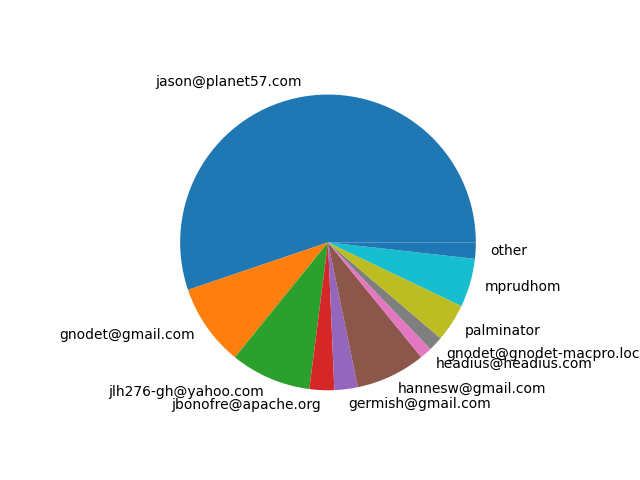 jason@planet57.com
other
mprudhom
palminator
gnodet@gmail.com
gnodet@gnodet-macpro.loc
headius@headius.com
hannesw@gmail.com
jlh276-gh@yahoo.com
germish@gmail.com
jbonofre@apache.org